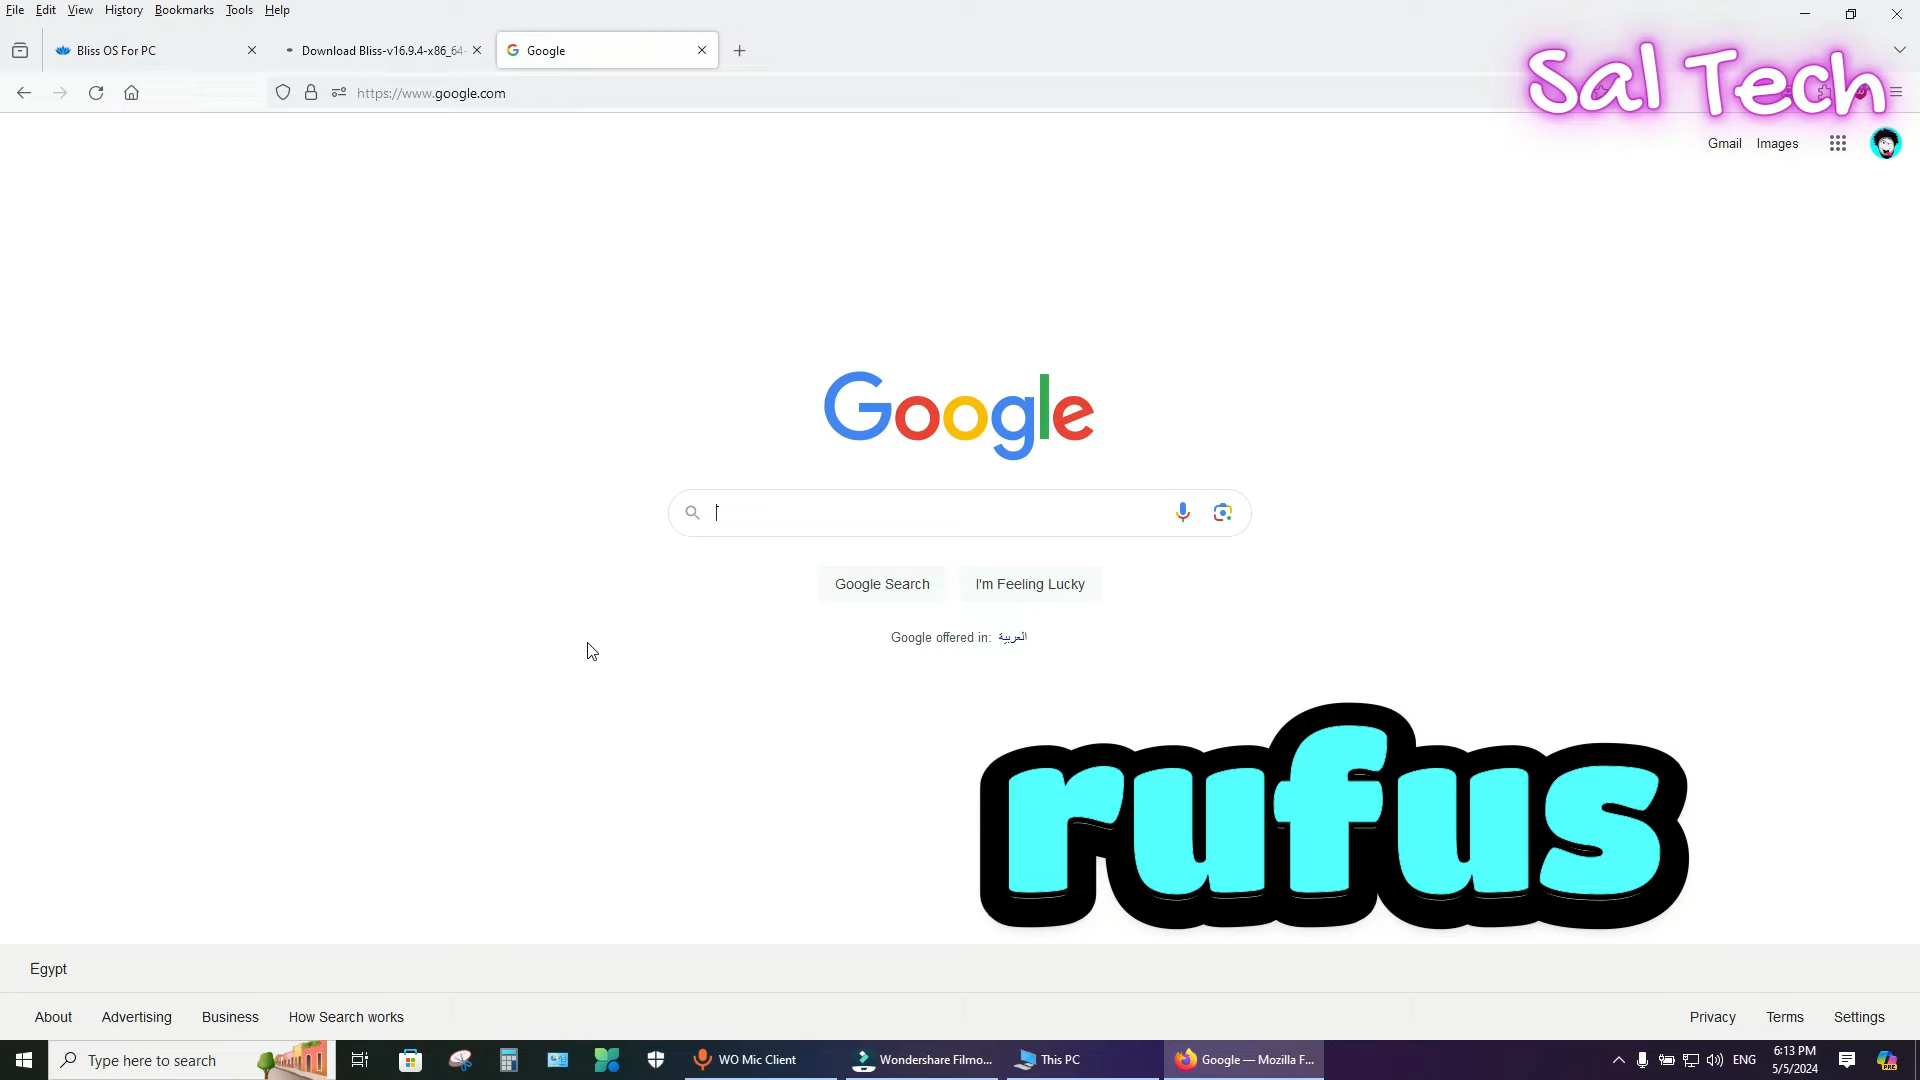 File Edit View History Bookmarks Tools Help
Bliss OS For PC
Download Bliss-v16.9.4-x86_64-
Google
https://www.google.com
Sal Tech
Gmail Images
Google
Google Search I'm Feeling Lucky
Google offered in: العربية
rufus
Egypt
About Advertising Business How Search works
Privacy Terms Settings
Type here to search
WO Mic Client
Wondershare Filmo...
This PC
Google — Mozilla F...
ENG
6:13 PM
5/5/2024